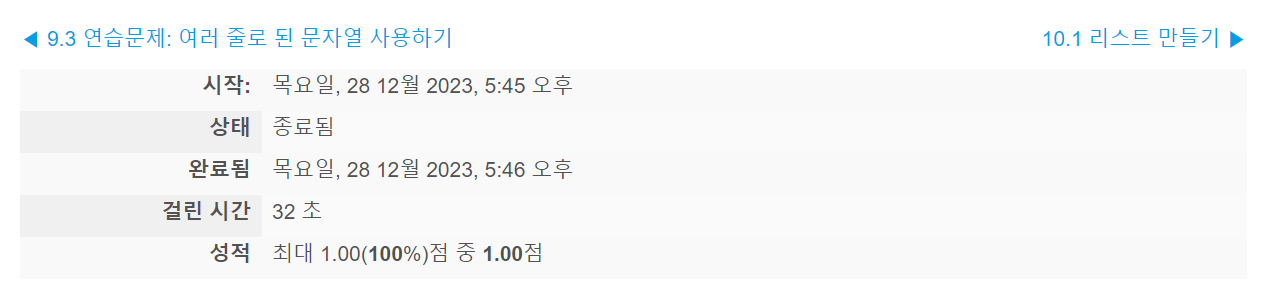 ◀ 9.3 연습문제: 여러 줄로 된 문자열 사용하기 10.1 리스트 만들기 ▶
시작: 목요일, 28 12월 2023, 5:45 오후
상태 종료됨
완료됨 목요일, 28 12월 2023, 5:46 오후
걸린 시간 32 초
성적 최대 1.00(100%)점 중 1.00점